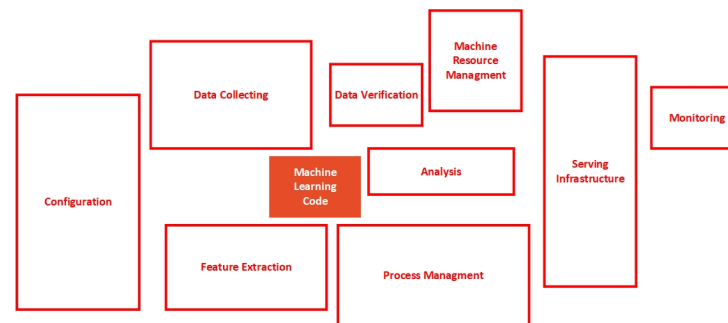 Machine
Resource
Managment
Data Collecting
Data Verification
Monitoring
Machine
Learning
Code
Analysis
Serving
Infrastructure
Configuration
Feature Extraction
Process Managment